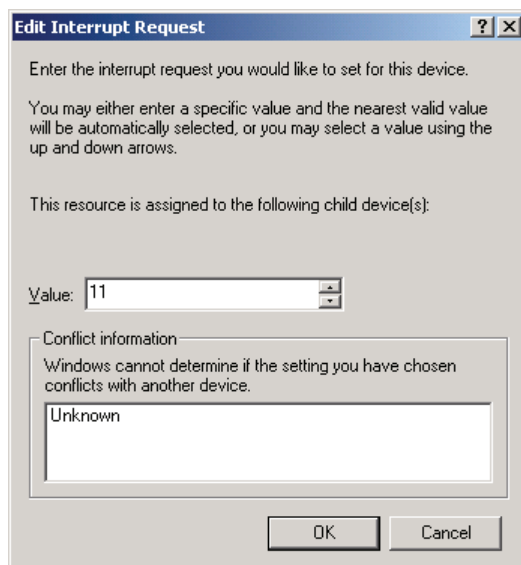 Edit Interrupt Request
Enter the interrupt request you would like to set for this device.
You may either enter a specific value and the nearest valid value
will be automatically selected, or you may select a value using the
up and down arrows.
This resource is assigned to the following child device(s):
Value: 11
Conflict information
Windows cannot determine if the setting you have chosen
conflicts with another device.
Unknown
OK Cancel